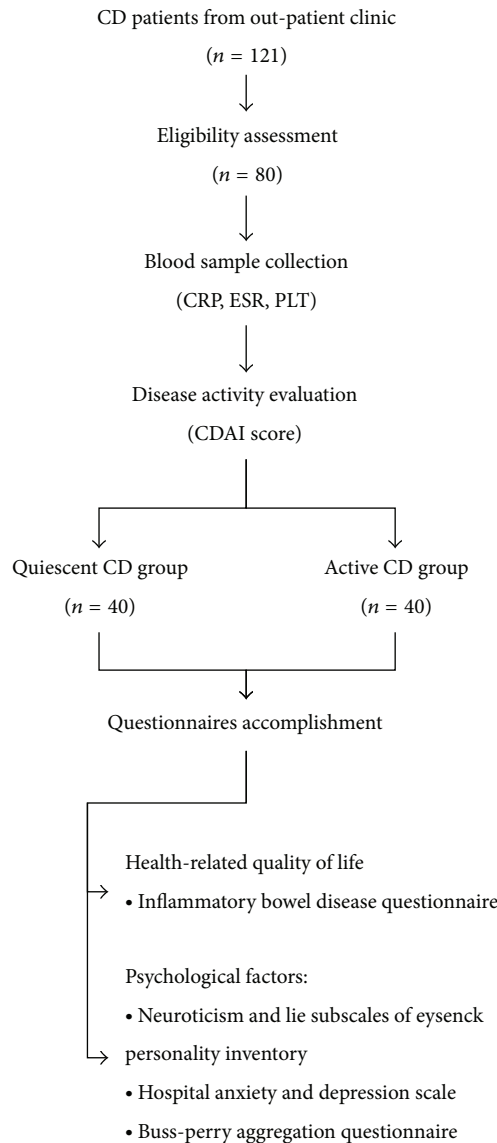 CD patients from out-patient clinic
(n = 121)
Eligibility assessment
(n = 80)
Blood sample collection
(CRP, ESR, PLT)
Disease activity evaluation
(CDAI score)
Quiescent CD group
(n = 40)
Active CD group
(n = 40)
Questionnaires accomplishment
Health-related quality of life
• Inflammatory bowel disease questionnaire
Psychological factors:
• Neuroticism and lie subscales of eysenck
personality inventory
• Hospital anxiety and depression scale
• Buss-perry aggregation questionnaire